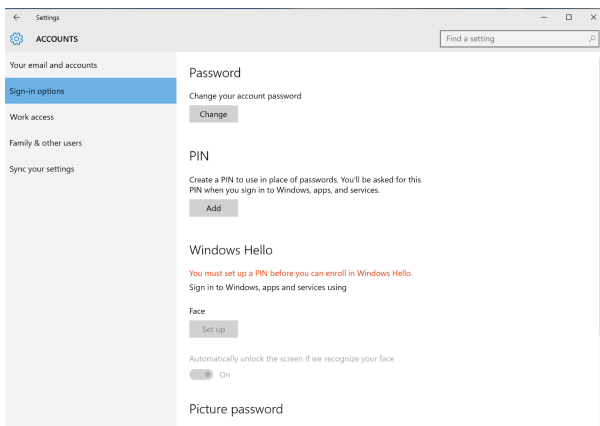 Settings
ACCOUNTS
Find a setting
Your email and accounts
Sign-in options
Work access
Family & other users
Sync your settings
Password
Change your account password
Change
PIN
Create a PIN to use in place of passwords. You'll be asked for this
PIN when you sign in to Windows, apps, and services.
Add
Windows Hello
You must set up a PIN before you can enroll in Windows Hello.
Sign in to Windows, apps and services using
Face
Set up
Automatically unlock the screen if we recognize your face
On
Picture password